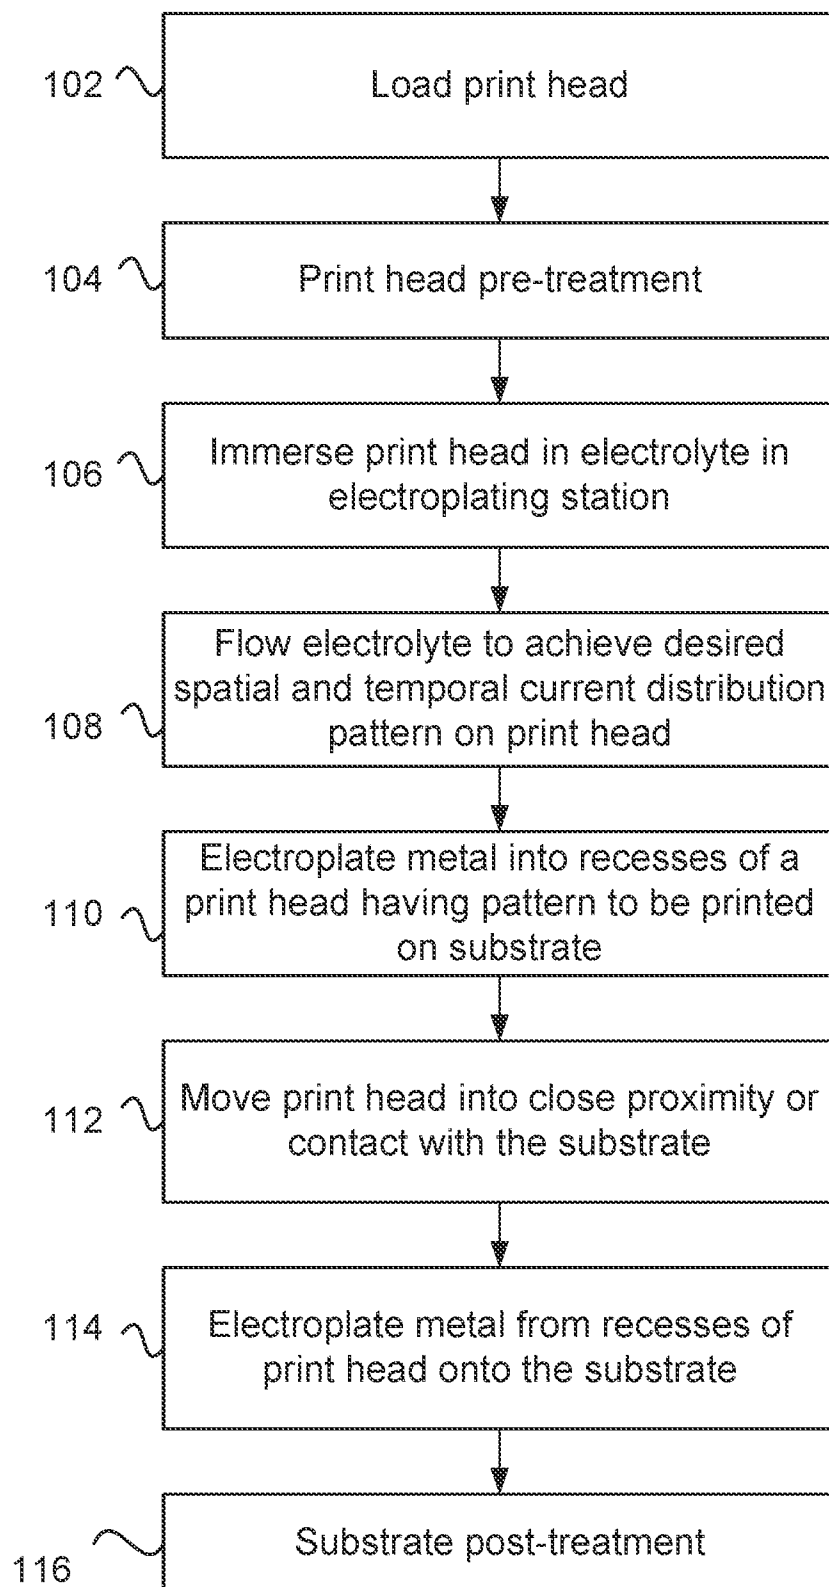 102
Load print head
104
Print head pre-treatment
106
Immerse print head in electrolyte in
electroplating station
108
Flow electrolyte to achieve desired
spatial and temporal current distribution
pattern on print head
110
Electroplate metal into recesses of a
print head having pattern to be printed
on substrate
112
Move print head into close proximity or
contact with the substrate
114
Electroplate metal from recesses of
print head onto the substrate
116
Substrate post-treatment